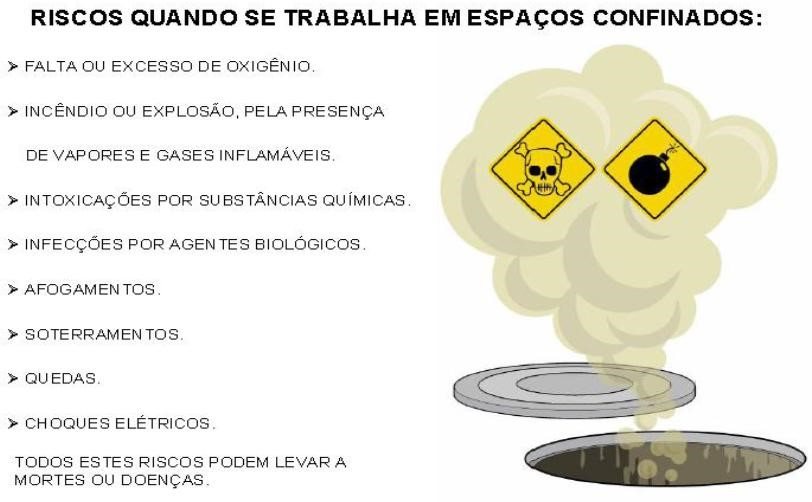 RISCOS QUANDO SE TRABALHA EM ESPAÇOS CONFINADOS:
➢ FALTA OU EXCESSO DE OXIGÊNIO.
➢ INCÊNDIO OU EXPLOSÃO, PELA PRESENÇA
DE VAPORES E GASES INFLAMÁVEIS.
➢ INTOXICAÇÕES POR SUBSTÂNCIAS QUÍMICAS.
➢ INFECÇÕES POR AGENTES BIOLÓGICOS.
➢ AFOGAMENTOS.
➢ SOTERRAMENTOS.
➢ QUEDAS.
➢ CHOQUES ELÉTRICOS.
TODOS ESTES RISCOS PODEM LEVAR A
MORTES OU DOENÇAS.